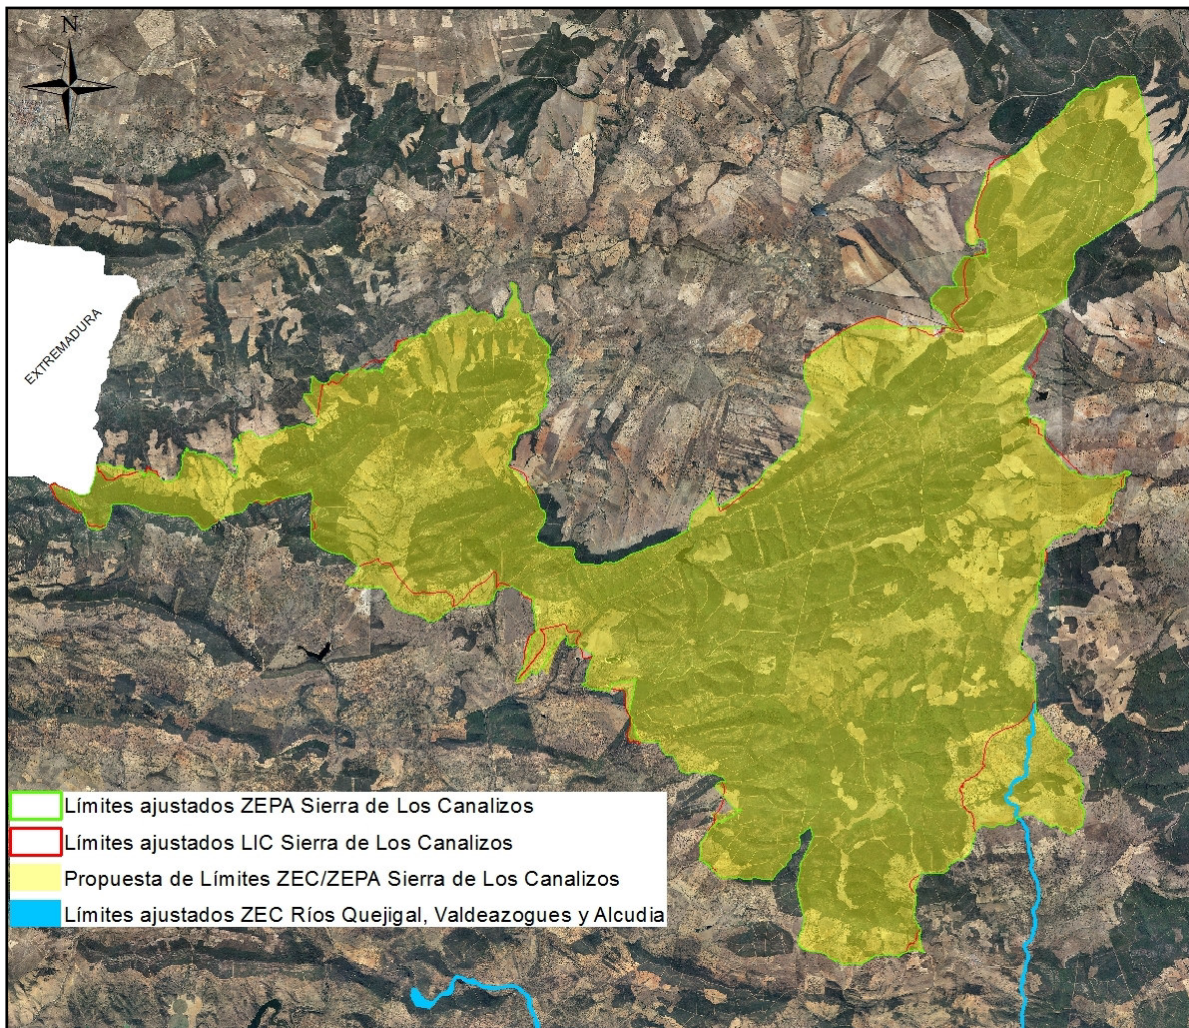 N
EXTREMADURA
Límites ajustados ZEPA Sierra de Los Canalizos
Límites ajustados LIC Sierra de Los Canalizos
Propuesta de Límites ZEC/ZEPA Sierra de Los Canalizos
Límites ajustados ZEC Ríos Quejigal, Valdeazogues y Alcudia